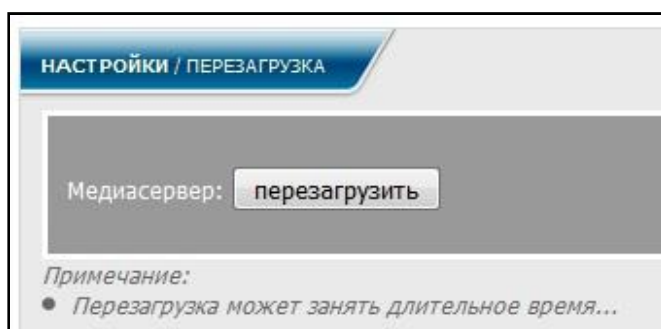 НАСТРОЙКИ / ПЕРЕЗАГРУЗКА
Медиасервер: перезагрузить
Примечание:
• Перезагрузка может занять длительное время...